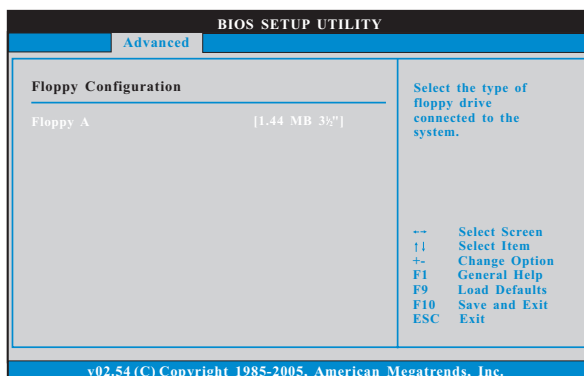 BIOS SETUP UTILITY
Advanced
Floppy Configuration
Floppy A [1.44 MB 3½"]
Select the type of
floppy drive
connected to the
system.
←→ Select Screen
↑↓ Select Item
+- Change Option
F1 General Help
F9 Load Defaults
F10 Save and Exit
ESC Exit
v02.54 (C) Copyright 1985-2005, American Megatrends, Inc.